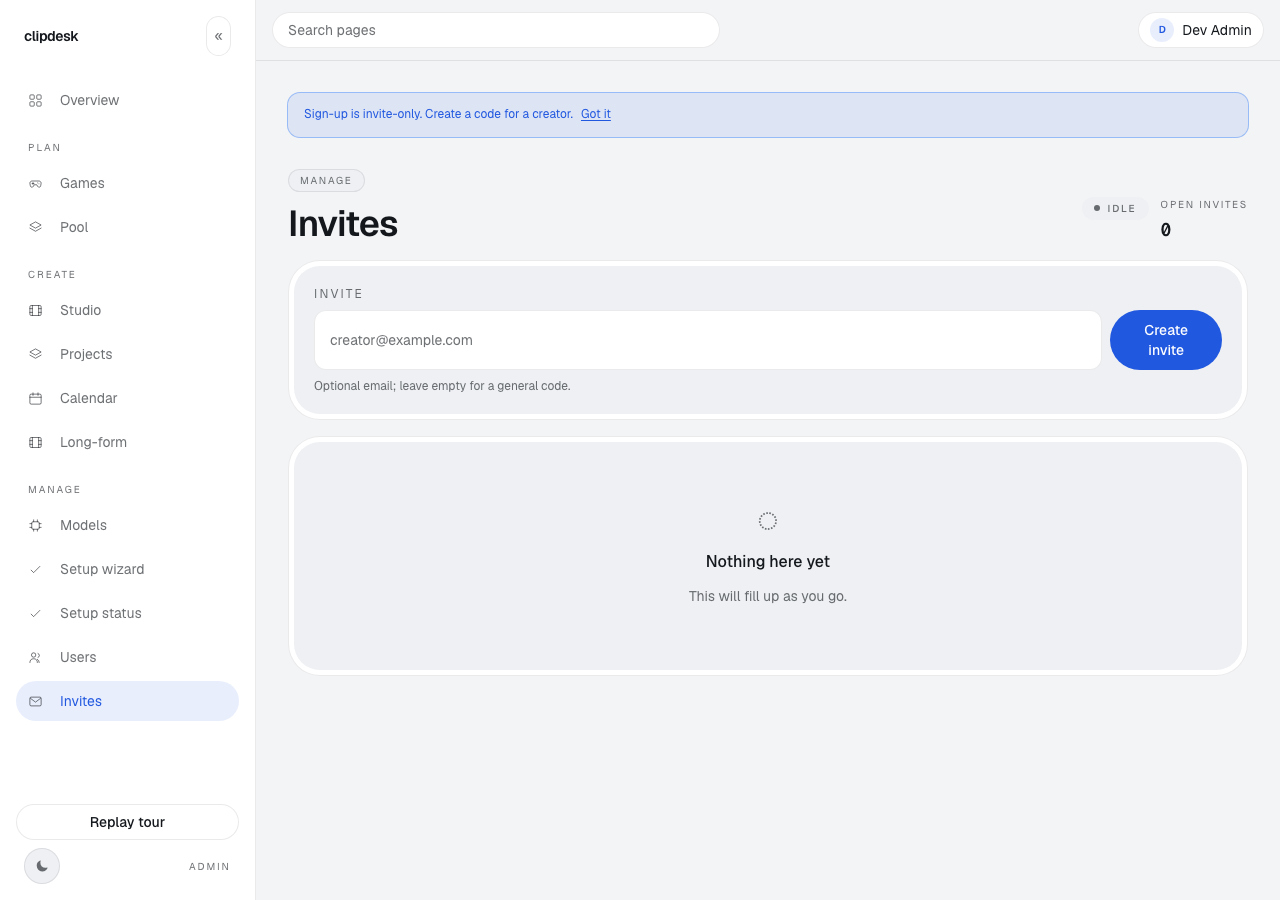 clipdesk
«
Search pages
D
Dev Admin
Overview
PLAN
Games
Pool
CREATE
Studio
Projects
Calendar
Long-form
MANAGE
Models
Setup wizard
Setup status
Users
Invites
Replay tour
ADMIN
Sign-up is invite-only. Create a code for a creator. Got it
MANAGE
Invites
IDLE
OPEN INVITES
0
INVITE
creator@example.com
Create
invite
Optional email; leave empty for a general code.
Nothing here yet
This will fill up as you go.